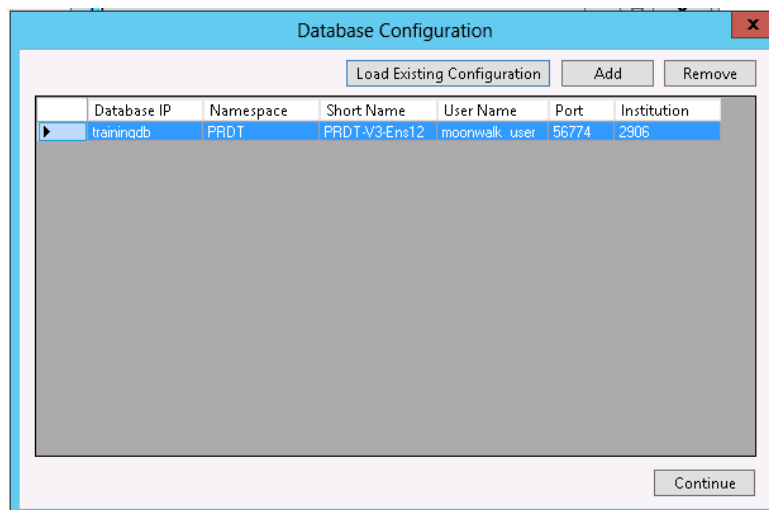 Database Configuration
x
Load Existing Configuration Add Remove
Database IP Namespace Short Name User Name Port Institution
trainingdb PRDT PRDT-V3-Ens12 moonwalk_user 56774 2906
Continue